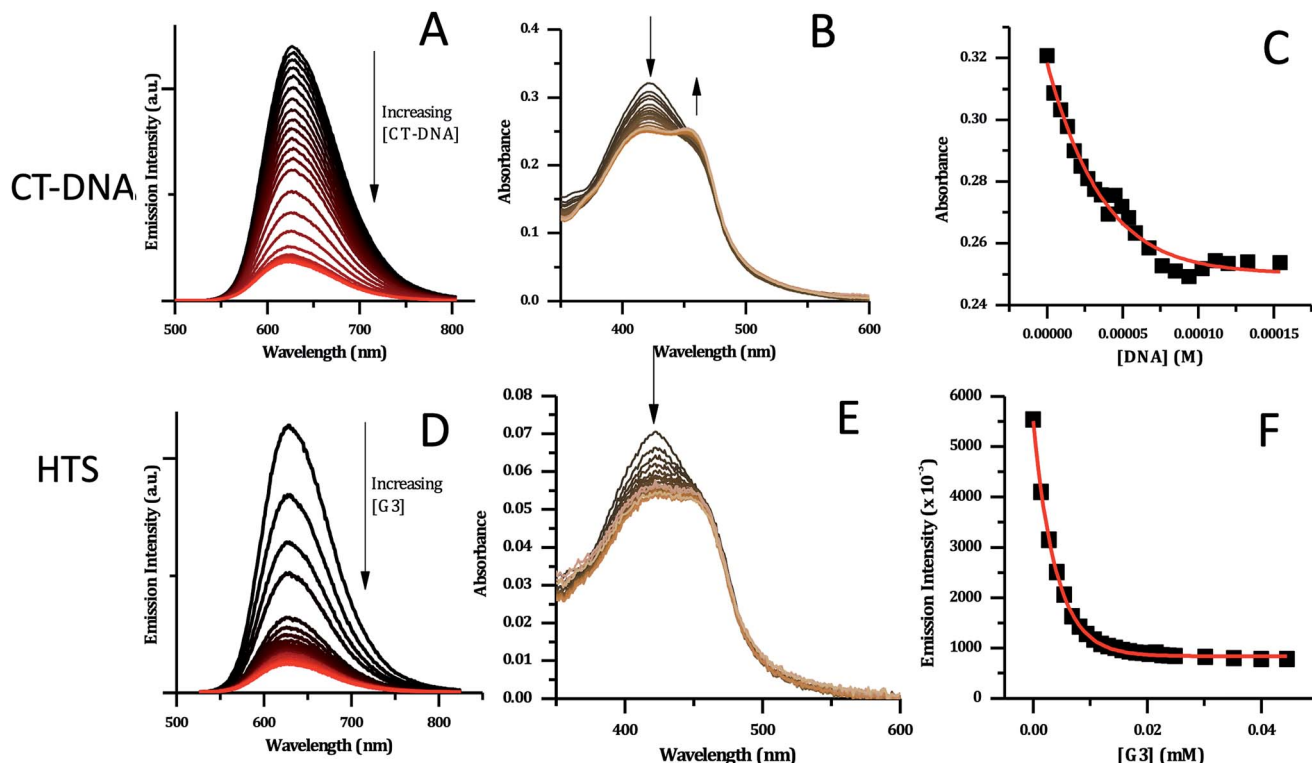 A
Emission Intensity (a.u.)
Increasing
[CT-DNA]
500
600
700
800
Wavelength (nm)
B
Absorbance
0.4
0.3
0.2
0.1
0.0
400
500
600
Wavelength (nm)
C
Absorbance
0.32
0.30
0.28
0.26
0.24
0.00000
0.00005
0.00010
0.00015
[DNA] (M)
CT-DNA
D
Emission Intensity (a.u.)
Increasing
[G3]
500
600
700
800
Wavelength (nm)
E
Absorbance
0.08
0.07
0.06
0.05
0.04
0.03
0.02
0.01
0.00
400
500
600
Wavelength (nm)
F
Emission Intensity (x 10⁻³)
6000
5000
4000
3000
2000
1000
0
0.00
0.02
0.04
[G3] (mM)
HTS